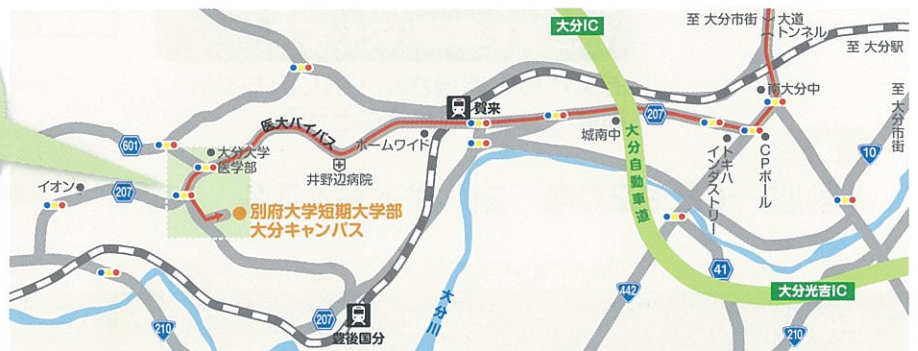 大分IC
至 大分市街
大道
トンネル
至 大分駅
至 大分市街
南大分中
賀来
207
城南中
大分自動車道
トキハ
インダストリー
CPボール
10
医大バイパス
ホームワイド
井野辺病院
601
大分大学
医学部
イオン
207
別府大学短期大学部
大分キャンパス
大分川
41
442
大分光吉IC
210
207
豊後国分
210